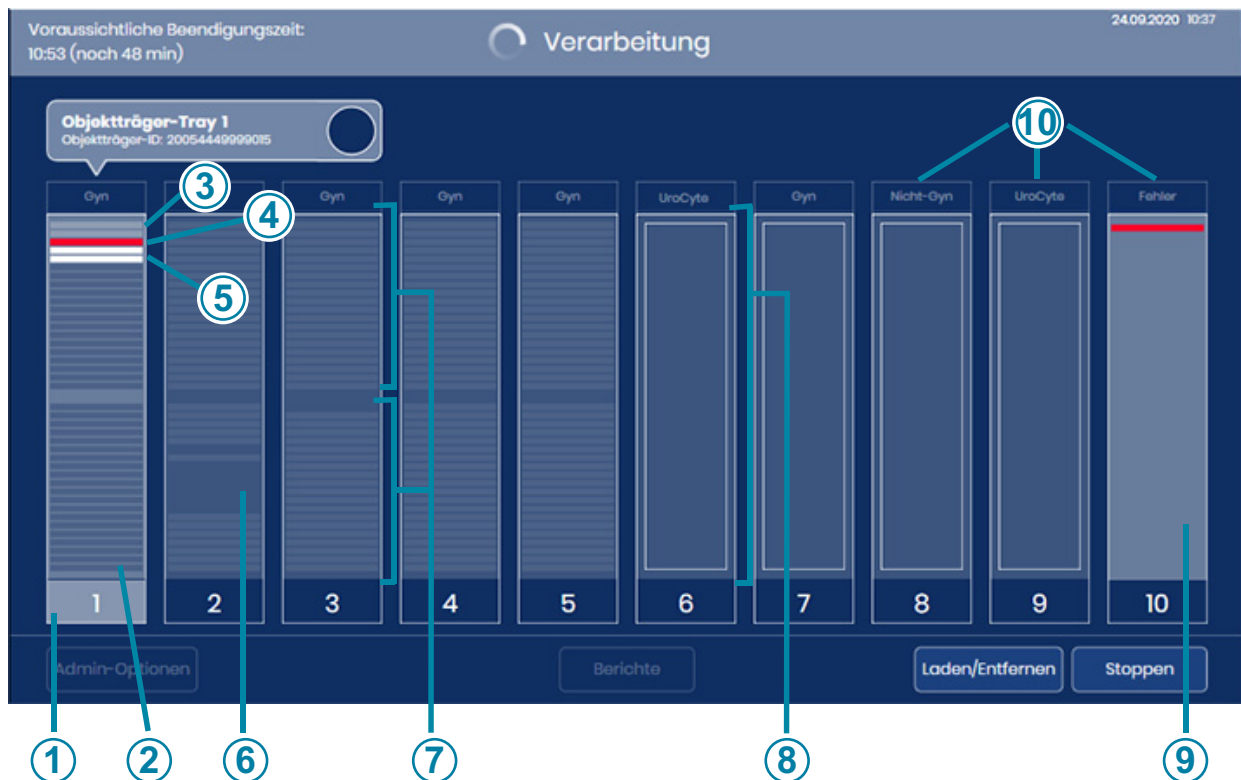 Voraussichtliche Beendigungszeit:
10:53 (noch 48 min)
Verarbeitung
24.09.2020 10:37
Objektträger-Tray 1
Objektträger-ID: 20054449999015
10
3
4
5
Gyn
Gyn
Gyn
Gyn
UroCyte
Gyn
Nicht-Gyn
UroCyte
Fehler
1
2
3
4
5
6
7
8
9
10
Admin-Optionen
Berichte
Laden/Entfernen
Stoppen
1
2
6
7
8
9